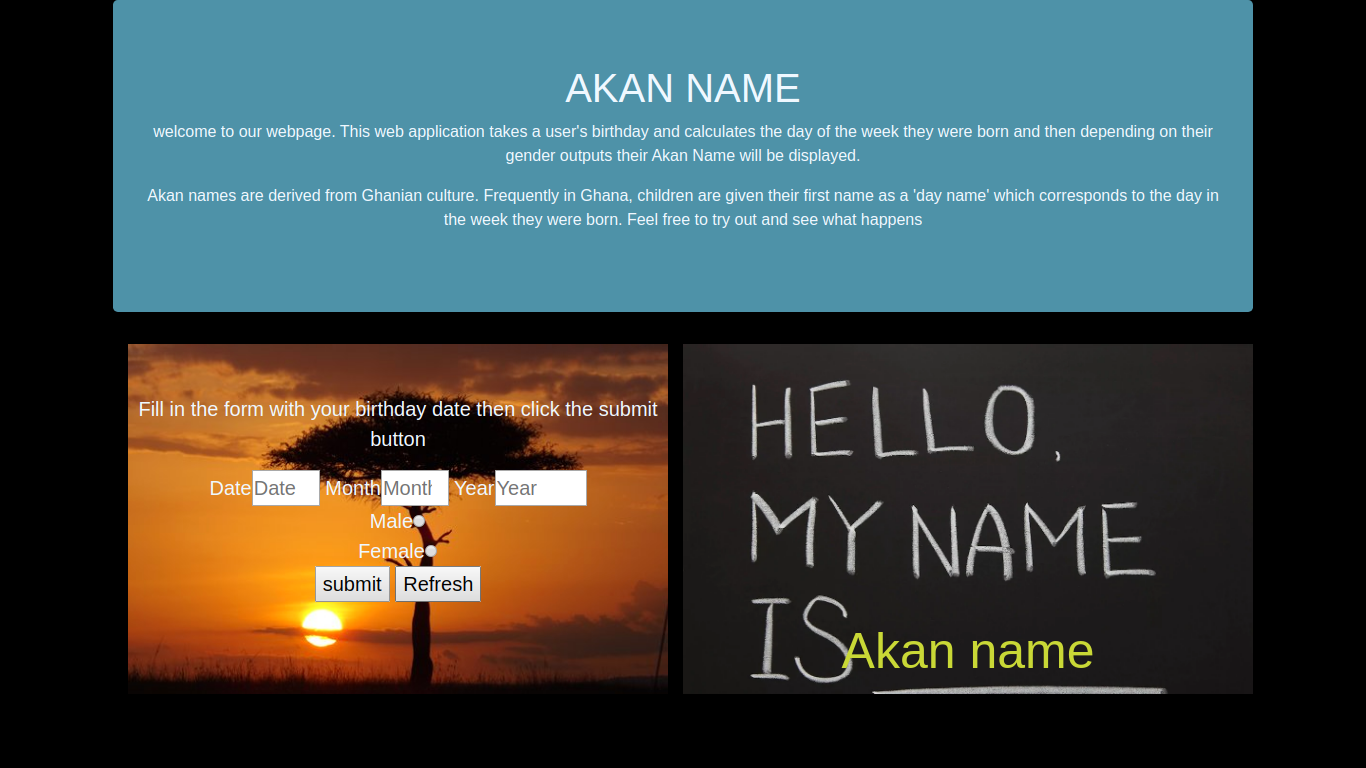 AKAN NAME
welcome to our webpage. This web application takes a user's birthday and calculates the day of the week they were born and then depending on their
gender outputs their Akan Name will be displayed.
Akan names are derived from Ghanian culture. Frequently in Ghana, children are given their first name as a 'day name' which corresponds to the day in
the week they were born. Feel free to try out and see what happens
Fill in the form with your birthday date then click the submit
button
Date Date Month Month Year Year
Male
Female
submit Refresh
HELLO,
MY NAME
IS
Akan name